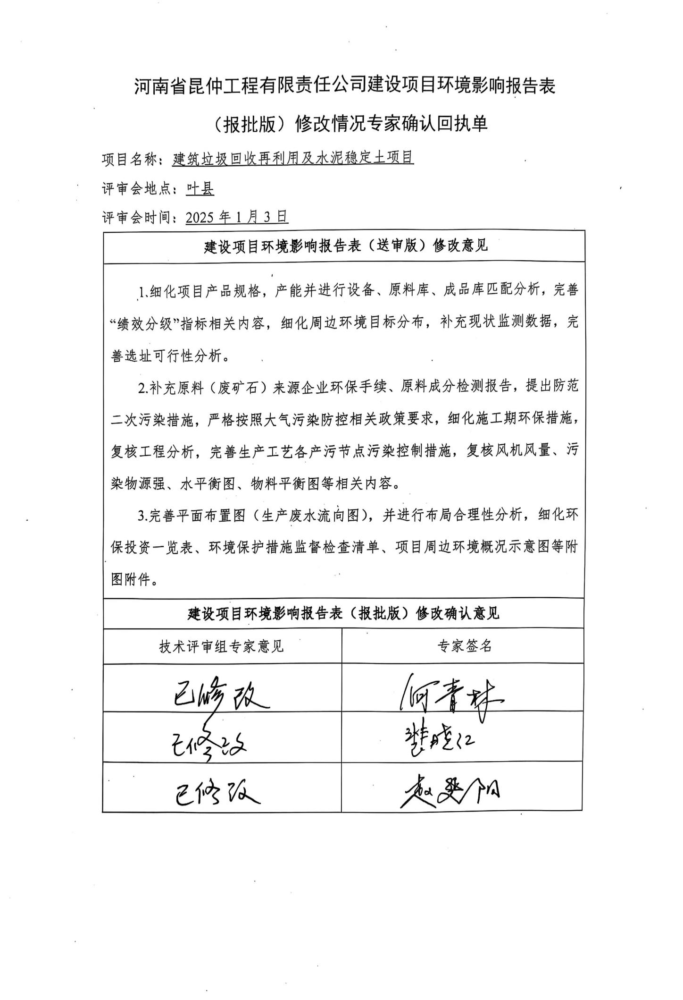 河南省昆仲工程有限责任公司建设项目环境影响报告表
（报批版）修改情况专家确认回执单
项目名称：建筑垃圾回收再利用及水泥稳定土项目
评审会地点：叶县
评审会时间：2025 年 1 月 3 日
建设项目环境影响报告表（送审版）修改意见
1.细化项目产品规格，产能并进行设备、原料库、成品库匹配分析，完善
“绩效分级”指标相关内容，细化周边环境目标分布，补充现状监测数据，完
善选址可行性分析。
2.补充原料（废矿石）来源企业环保手续、原料成分检测报告，提出防范
二次污染措施，严格按照大气污染防控相关政策要求，细化施工期环保措施，
复核工程分析，完善生产工艺各产污节点污染控制措施，复核风机风量、污
染物源强、水平衡图、物料平衡图等相关内容。
3.完善平面布置图（生产废水流向图），并进行布局合理性分析，细化环
保投资一览表、环境保护措施监督检查清单、项目周边环境概况示意图等附
图附件。
建设项目环境影响报告表（报批版）修改确认意见
技术评审组专家意见 专家签名
已修改 何青林
已修改
已修改